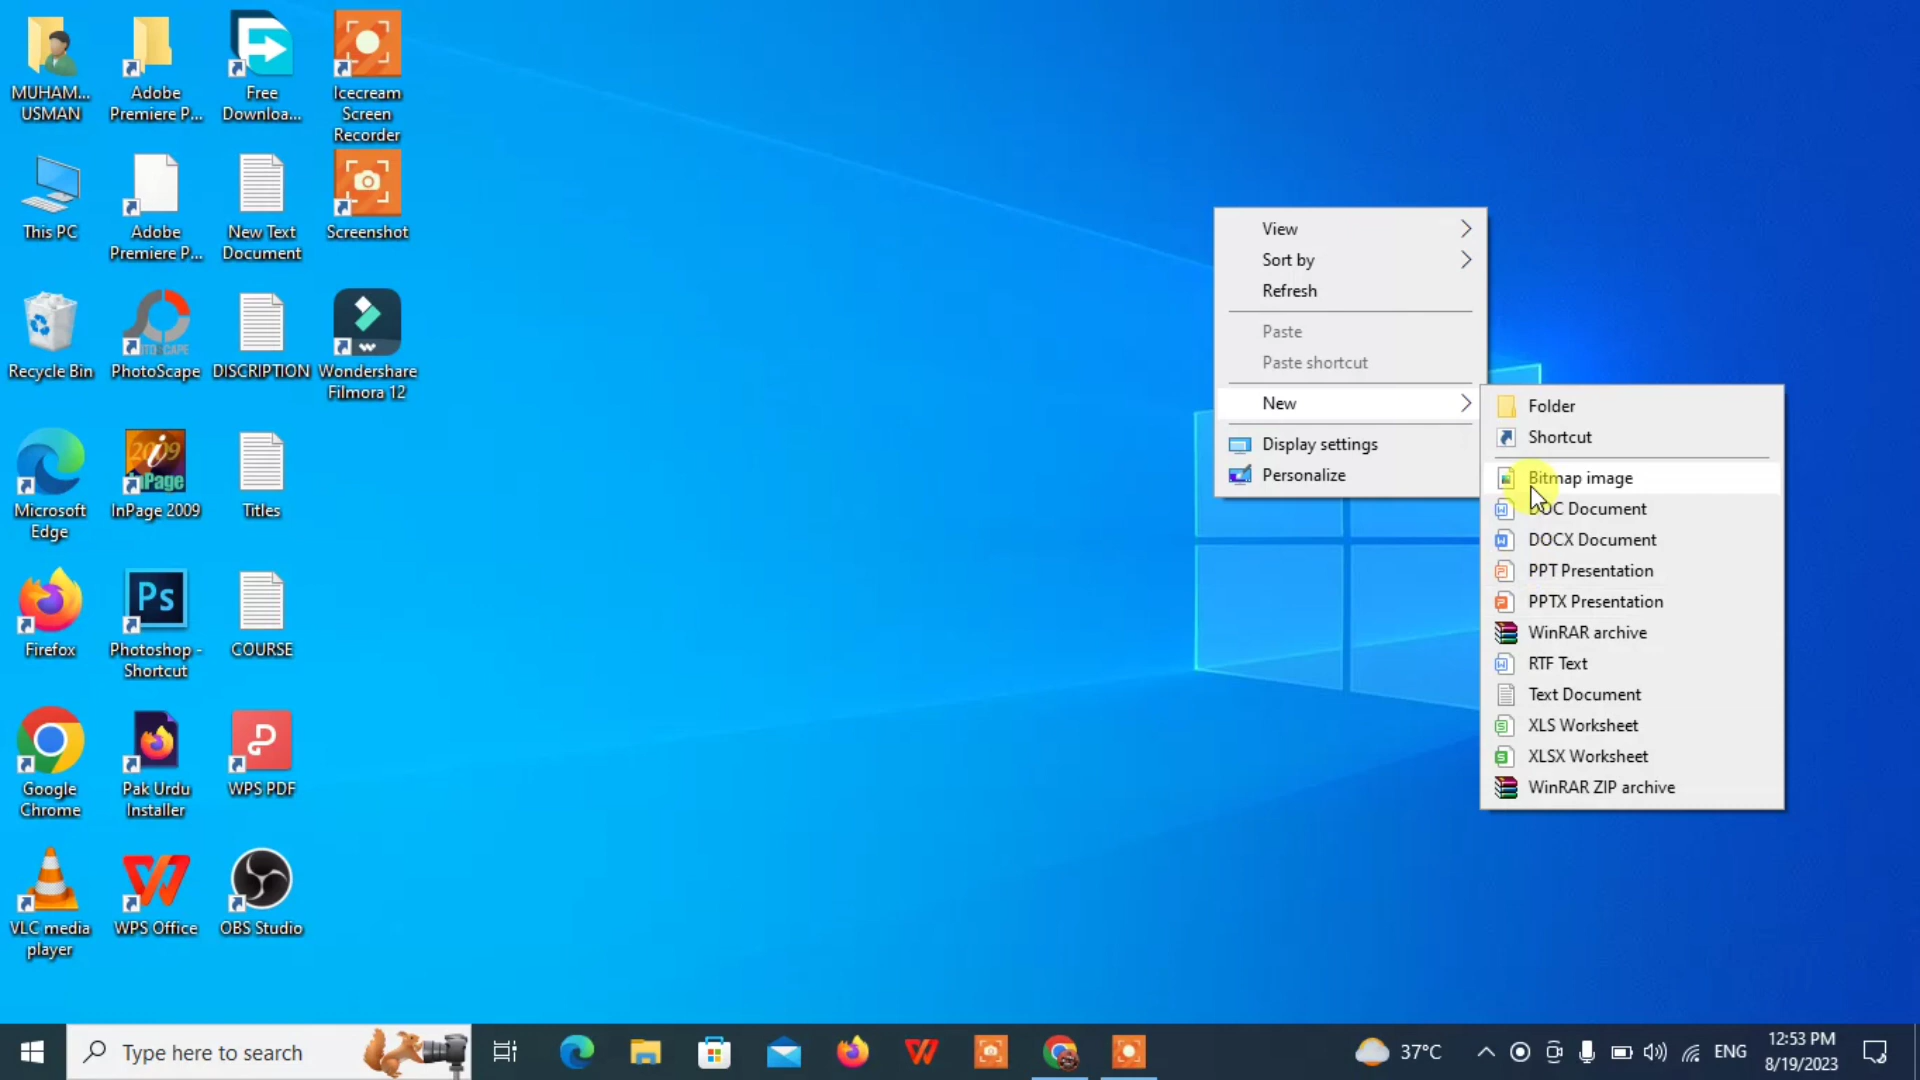 MUHAM...
USMAN
Adobe
Premiere P...
Free
Downloa...
Icecream
Screen
Recorder
This PC
Adobe
Premiere P...
New Text
Document
Screenshot
Recycle Bin
PhotoScape
DISCRIPTION
Wondershare
Filmora 12
Microsoft
Edge
2009
InPage
InPage 2009
Titles
Firefox
Ps
Photoshop -
Shortcut
COURSE
Google
Chrome
Pak Urdu
Installer
WPS PDF
VLC media
player
WPS Office
OBS Studio
View
Sort by
Refresh
Paste
Paste shortcut
New
Display settings
Personalize
Folder
Shortcut
Bitmap image
DOC Document
DOCX Document
PPT Presentation
PPTX Presentation
WinRAR archive
RTF Text
Text Document
XLS Worksheet
XLSX Worksheet
WinRAR ZIP archive
Type here to search
37°C
ENG
12:53 PM
8/19/2023